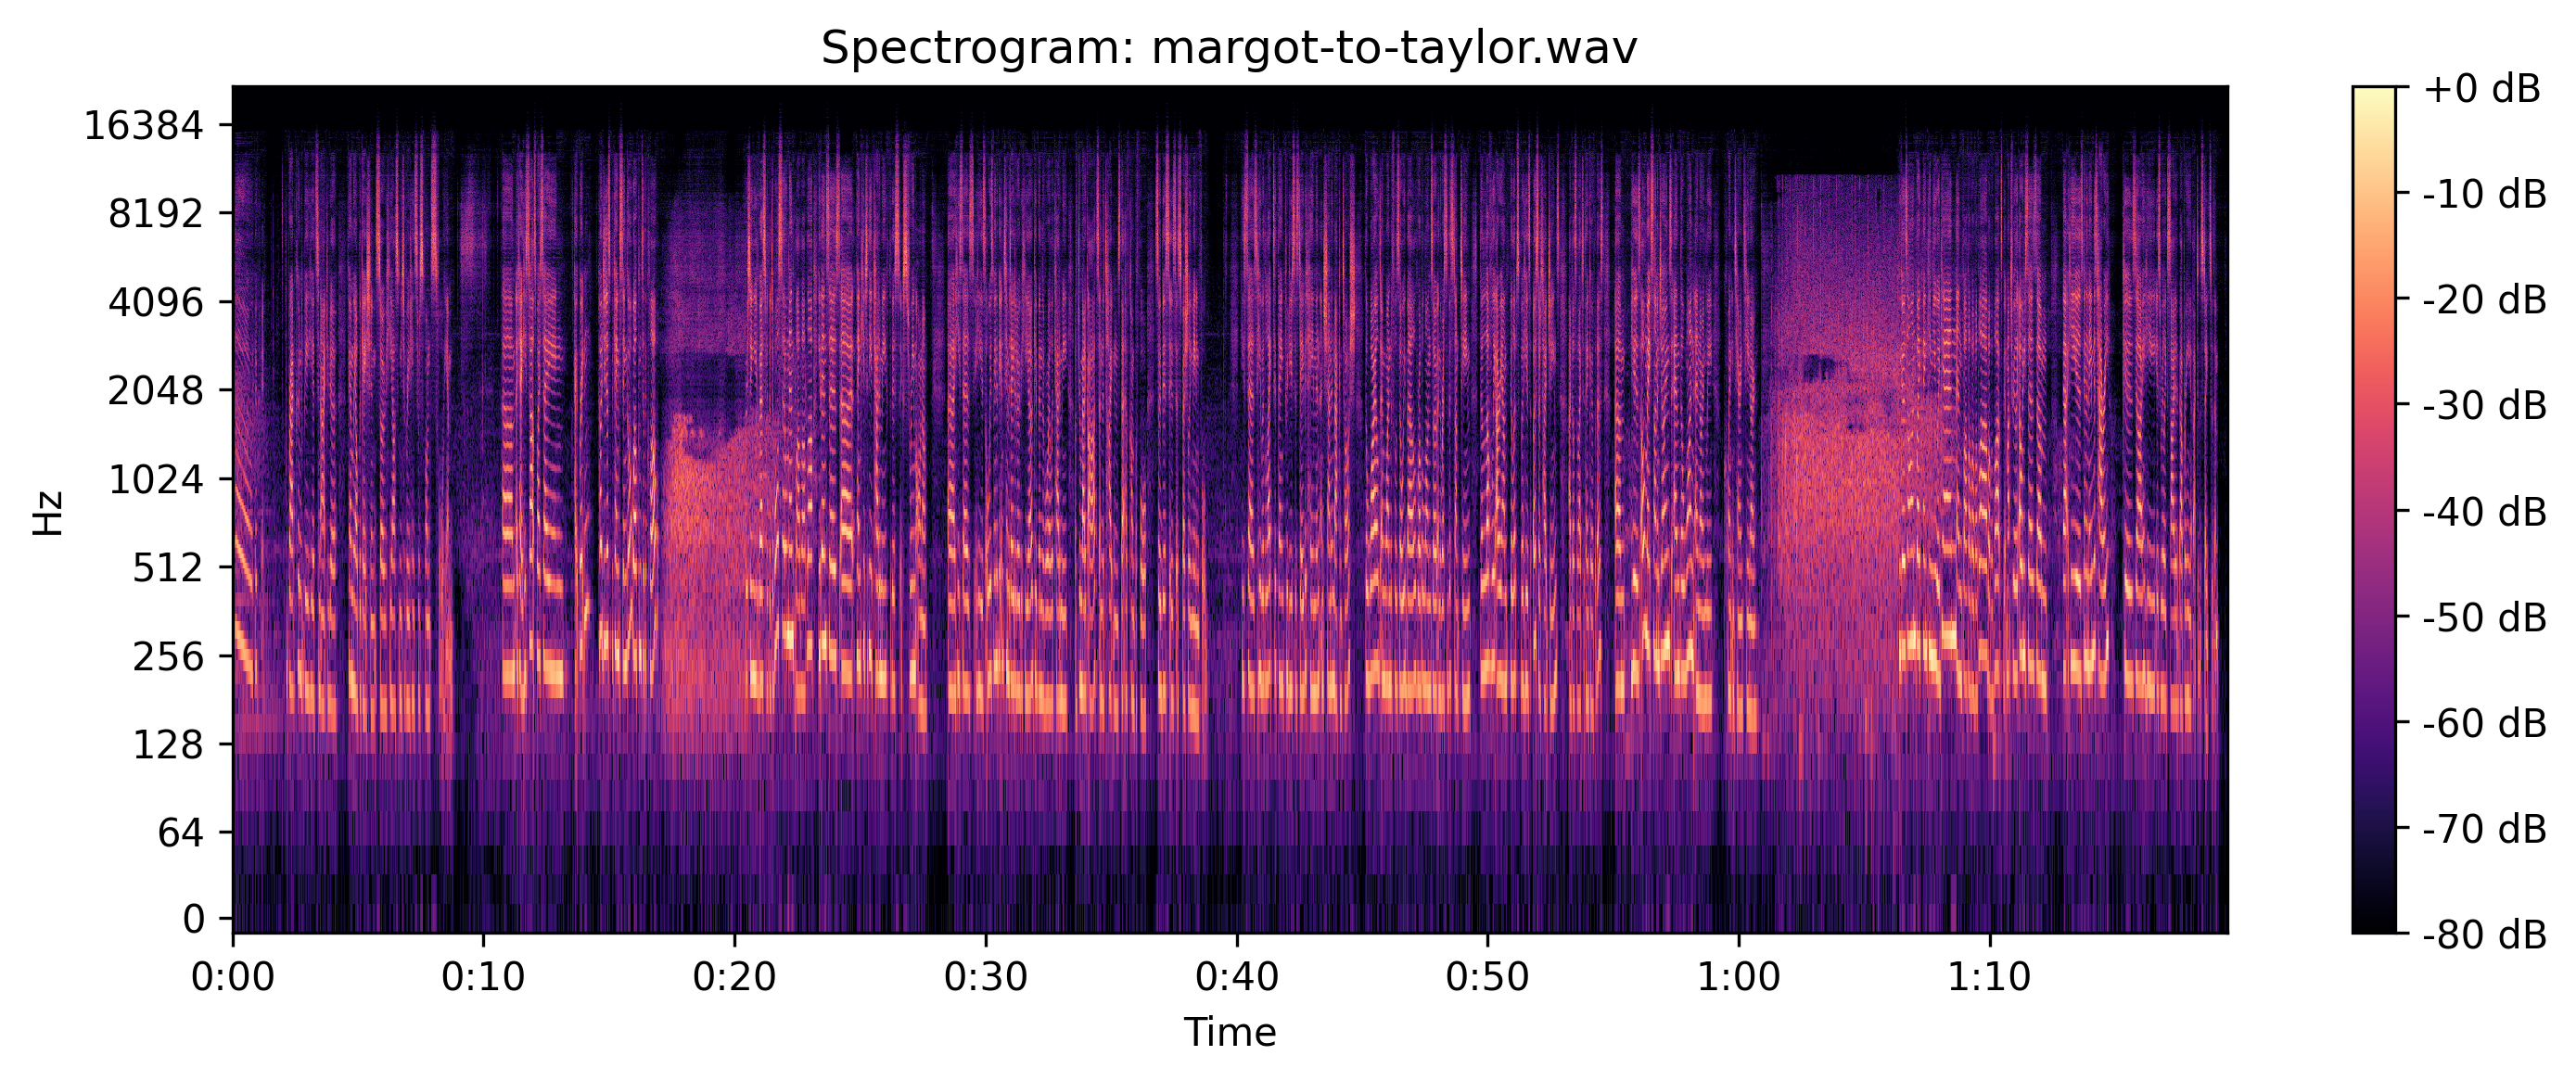 Spectrogram: margot-to-taylor.wav
16384
8192
4096
2048
1024
512
256
128
64
0
Hz
0:00 0:10 0:20 0:30 0:40 0:50 1:00 1:10
Time
+0 dB
-10 dB
-20 dB
-30 dB
-40 dB
-50 dB
-60 dB
-70 dB
-80 dB